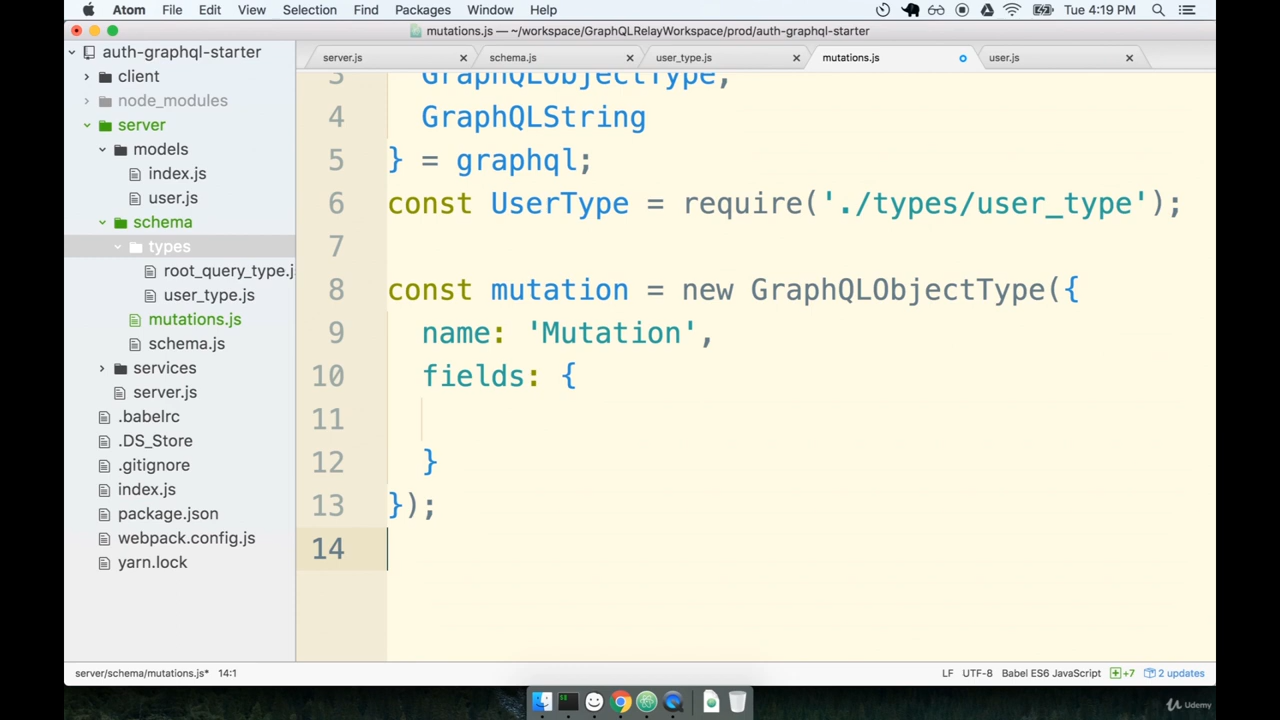 Atom File Edit View Selection Find Packages Window Help Tue 4:19 PM
mutations.js — ~/workspace/GraphQLRelayWorkspace/prod/auth-graphql-starter
auth-graphql-starter
client
node_modules
server
models
index.js
user.js
schema
types
root_query_type.j
user_type.js
mutations.js
schema.js
services
server.js
.babelrc
.DS_Store
.gitignore
index.js
package.json
webpack.config.js
yarn.lock
server.js schema.js user_type.js mutations.js user.js
3 GraphQLObjectType,
4 GraphQLString
5 } = graphql;
6 const UserType = require('./types/user_type');
7
8 const mutation = new GraphQLObjectType({
9 name: 'Mutation',
10 fields: {
11
12 }
13 });
14
server/schema/mutations.js* 14:1 LF UTF-8 Babel ES6 JavaScript +7 2 updates
Udemy